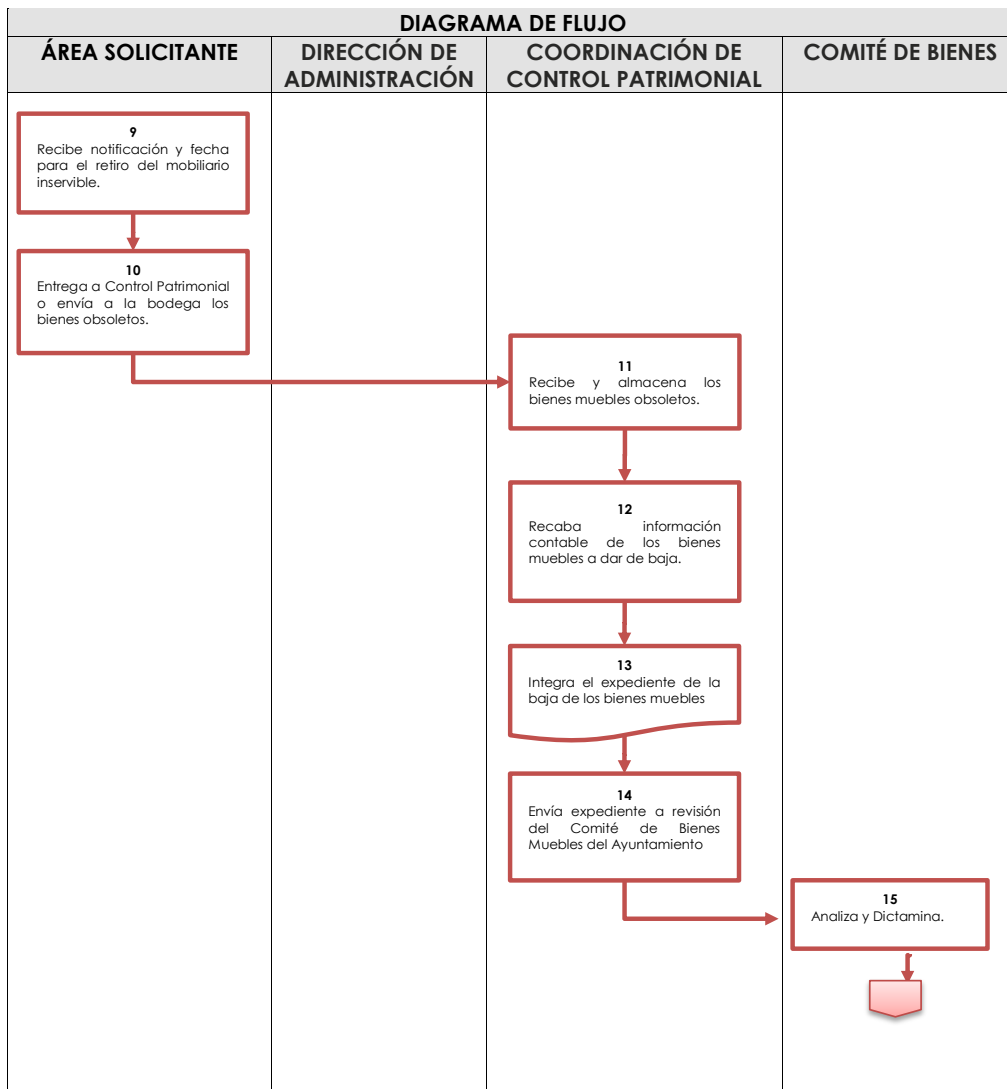 DIAGRAMA DE FLUJO
ÁREA SOLICITANTE
DIRECCIÓN DE
ADMINISTRACIÓN
COORDINACIÓN DE
CONTROL PATRIMONIAL
COMITÉ DE BIENES
9
Recibe notificación y fecha
para el retiro del mobiliario
inservible.
10
Entrega a Control Patrimonial
o envía a la bodega los
bienes obsoletos.
11
Recibe y almacena los
bienes muebles obsoletos.
12
Recaba información
contable de los bienes
muebles a dar de baja.
13
Integra el expediente de la
baja de los bienes muebles
14
Envía expediente a revisión
del Comité de Bienes
Muebles del Ayuntamiento
15
Analiza y Dictamina.